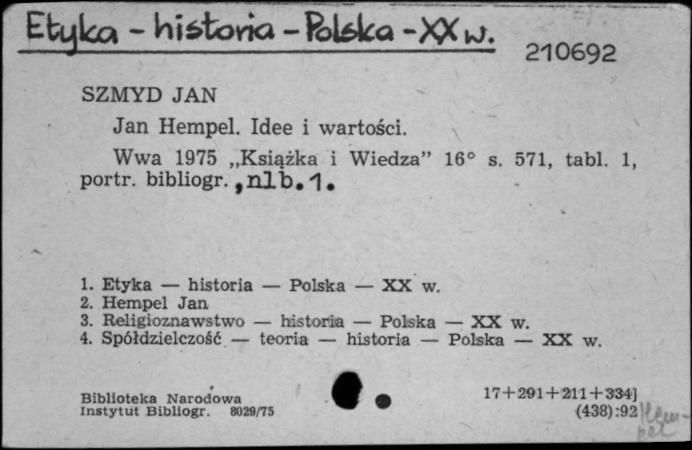 Etyka - historia - Polska - XX w.
210692
SZMYD JAN
Jan Hempel. Idee i wartości.
Wwa 1975 „Książka i Wiedza” 16° s. 571, tabl. 1,
portr. bibliogr. , nlb. 1.
1. Etyka — historia — Polska — XX w.
2. Hempel Jan
3. Religioznawstwo — historia — Polska — XX w.
4. Spółdzielczość — teoria — historia — Polska — XX w.
Biblioteka Narodowa
Instytut Bibliogr. 8029/75
17+291+211+334]
(438):92 Hem-
pel